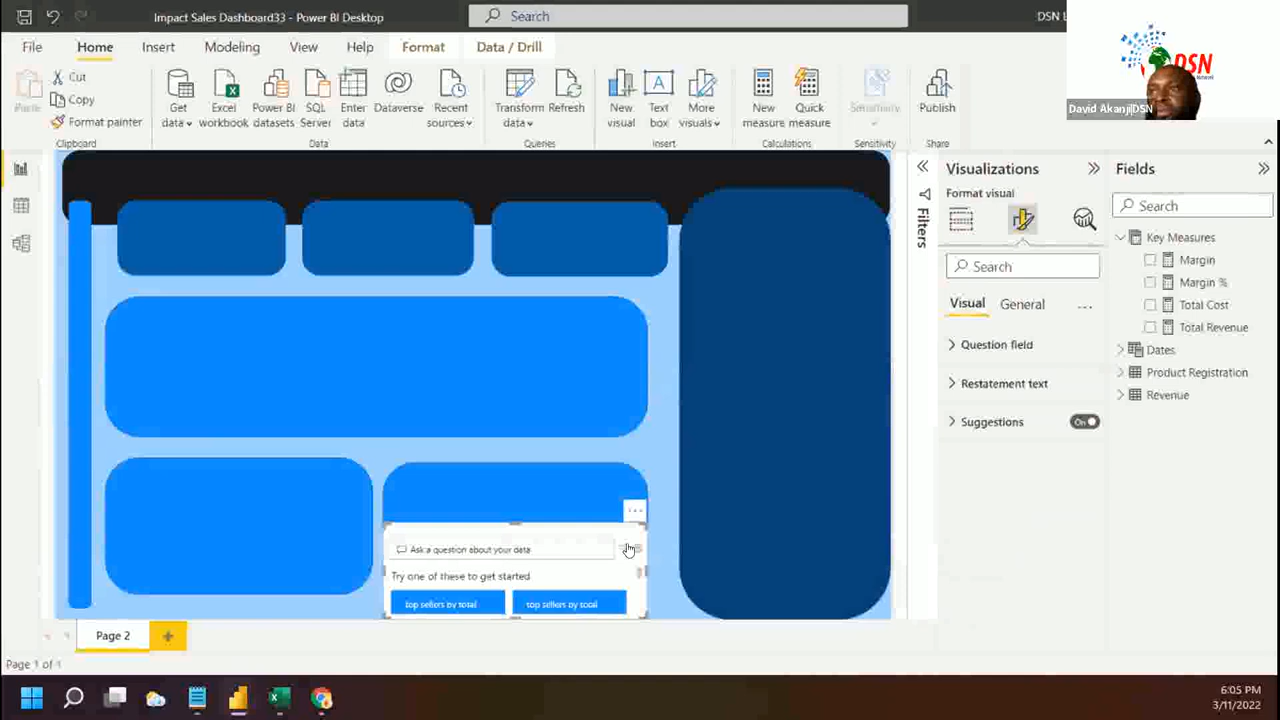 Impact Sales Dashboard33 - Power BI Desktop
Search
DSN
File Home Insert Modeling View Help Format Data / Drill
DSN
David Akanji|DSN
Paste
Cut
Copy
Format painter
Get data
Excel workbook
Power BI datasets
SQL Server
Enter data
Dataverse
Recent sources
Transform data
Refresh
New visual
Text box
More visuals
New measure
Quick measure
Sensitivity
Publish
Clipboard
Data
Queries
Insert
Calculations
Sensitivity
Share
Filters
Visualizations
Format visual
Search
Visual General ...
Question field
Restatement text
Suggestions
On
Fields
Search
Key Measures
Margin
Margin %
Total Cost
Total Revenue
Dates
Product Registration
Revenue
Ask a question about your data
Try one of these to get started
top sellers by total
top sellers by total
Page 2
Page 1 of 1
6:05 PM
3/11/2022